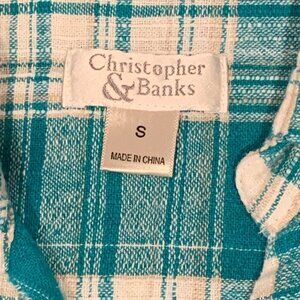 Christopher
& Banks
S
MADE IN CHINA